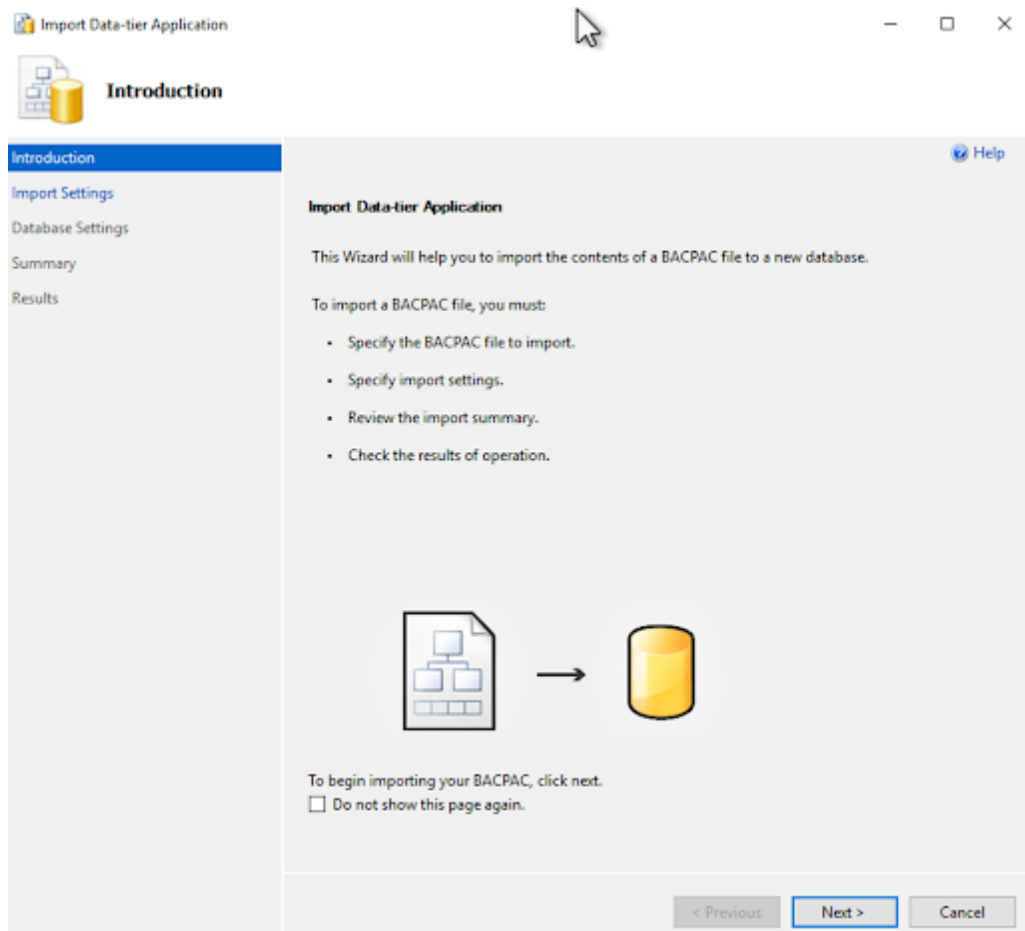 Import Data-tier Application
Introduction
Introduction
Import Settings
Database Settings
Summary
Results
Help
Import Data-tier Application
This Wizard will help you to import the contents of a BACPAC file to a new database.
To import a BACPAC file, you must:
• Specify the BACPAC file to import.
• Specify import settings.
• Review the import summary.
• Check the results of operation.
To begin importing your BACPAC, click next.
Do not show this page again.
< Previous
Next >
Cancel